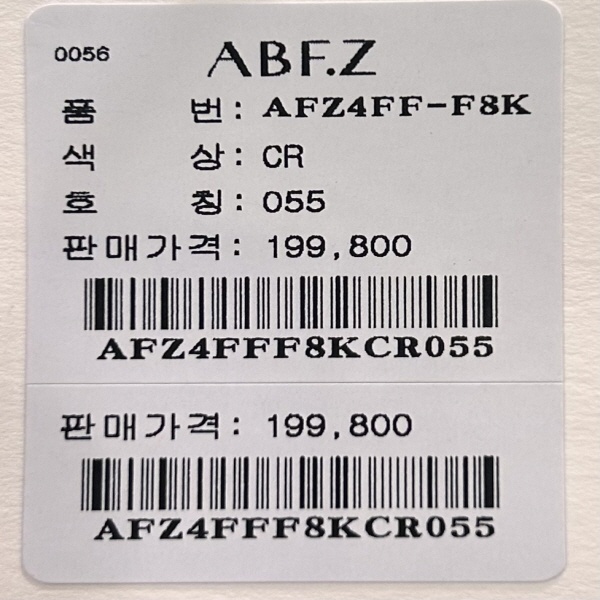 0056 ABF.Z
품 번: AFZ4FF-F8K
색 상: CR
호 칭: 055
판매가격: 199,800
AFZ4FFF8KCR055
판매가격: 199,800
AFZ4FFF8KCR055